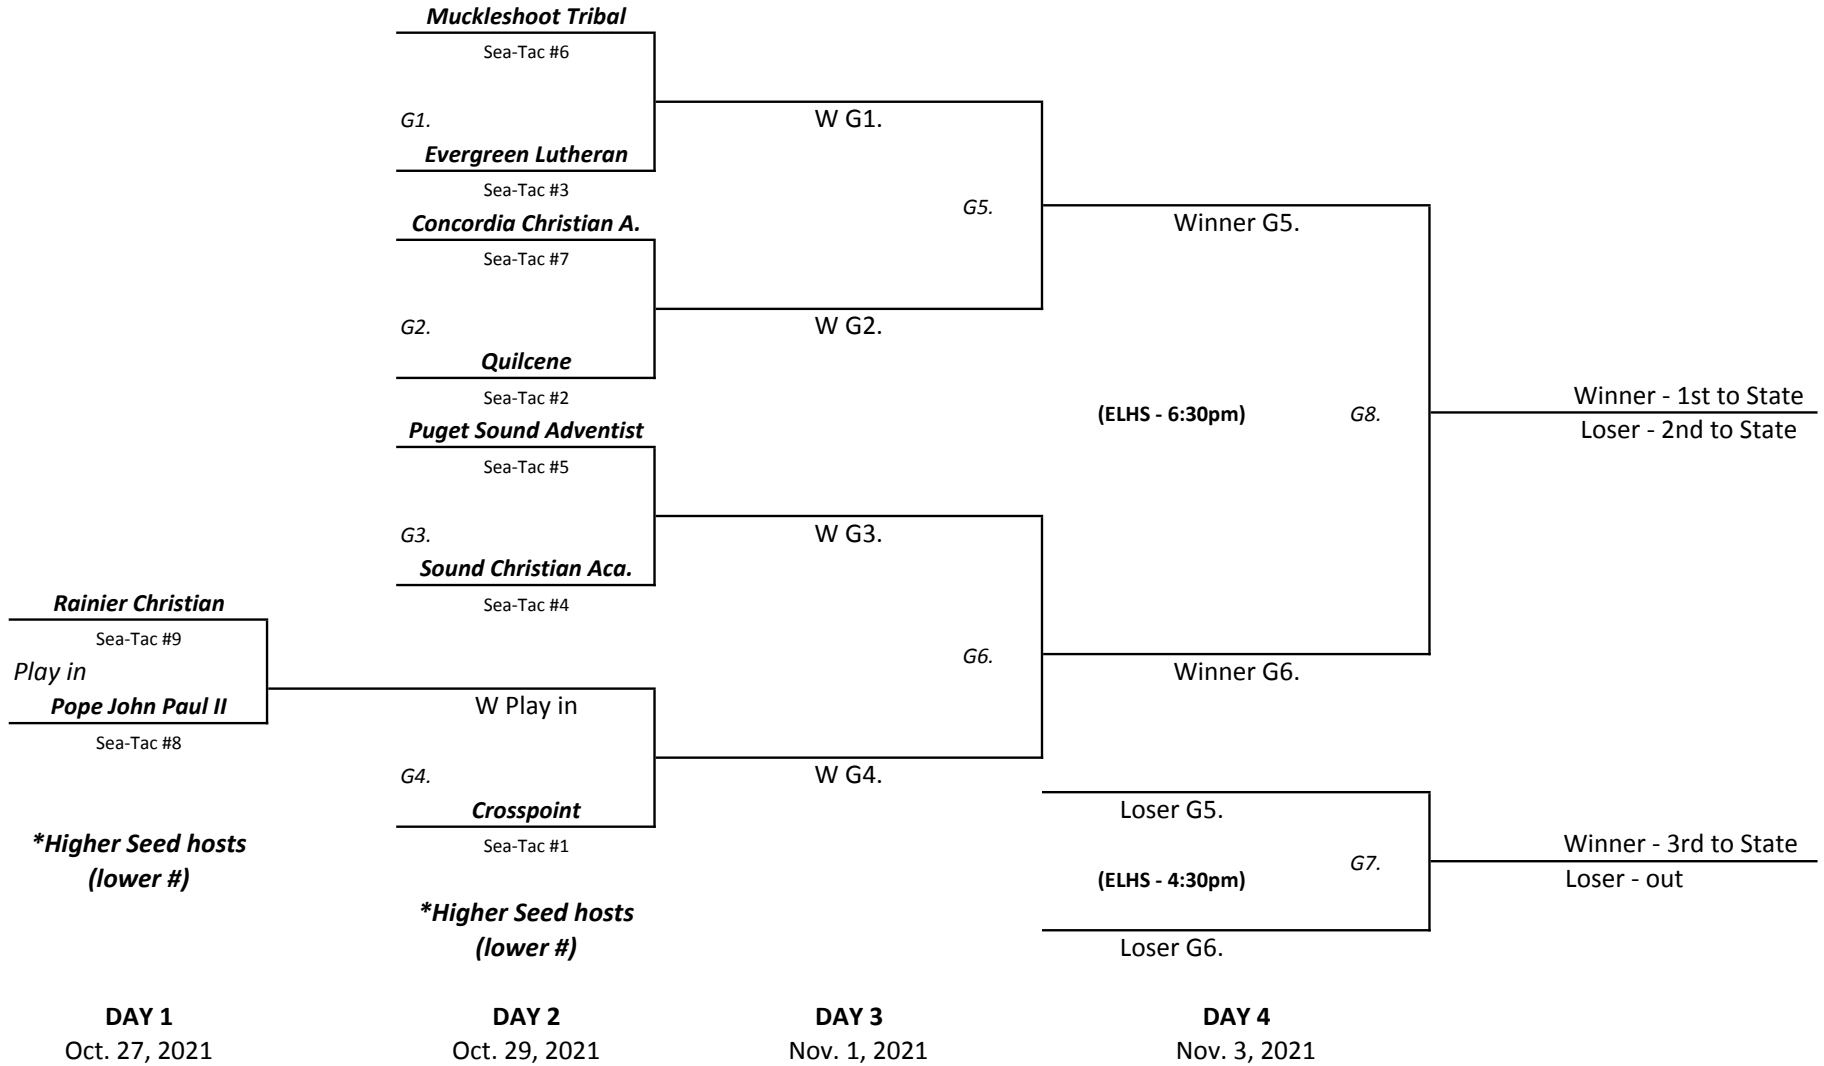 Muckleshoot Tribal
Sea-Tac #6
G1.
W G1.
Evergreen Lutheran
Sea-Tac #3
G5.
Concordia Christian A.
Winner G5.
Sea-Tac #7
G2.
W G2.
Quilcene
Sea-Tac #2
Winner - 1st to State
(ELHS - 6:30pm)
G8.
Puget Sound Adventist
Loser - 2nd to State
Sea-Tac #5
G3.
W G3.
Sound Christian Aca.
Rainier Christian
Sea-Tac #4
Sea-Tac #9
G6.
Play in
Winner G6.
Pope John Paul II
W Play in
Sea-Tac #8
G4.
W G4.
Crosspoint
Loser G5.
*Higher Seed hosts
Sea-Tac #1
Winner - 3rd to State
G7.
(lower #)
(ELHS - 4:30pm)
Loser - out
*Higher Seed hosts
(lower #)
Loser G6.
DAY 1
DAY 2
DAY 3
DAY 4
Oct. 27, 2021
Oct. 29, 2021
Nov. 1, 2021
Nov. 3, 2021